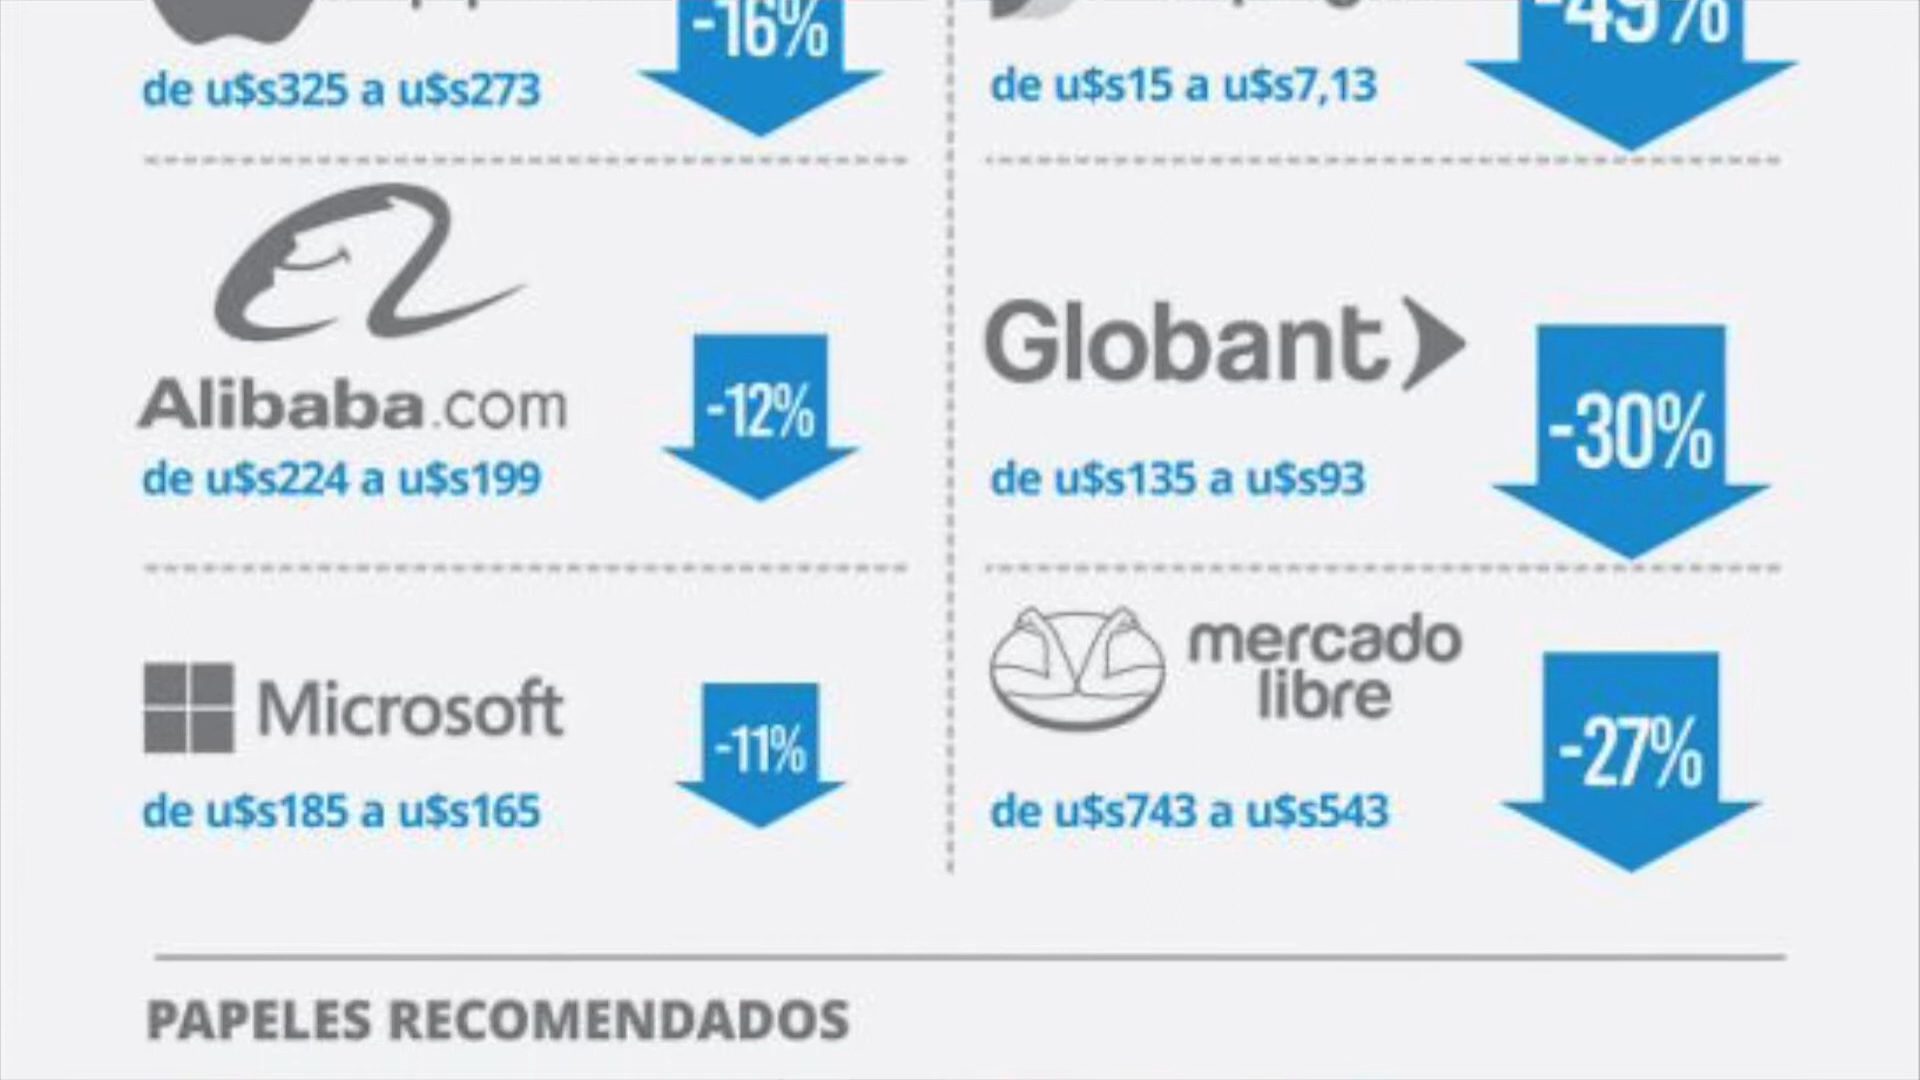 -16%
de u$s325 a u$s273
de u$s15 a u$s7,13
Alibaba.com
-12%
de u$s224 a u$s199
Globant
-30%
de u$s135 a u$s93
Microsoft
-11%
de u$s185 a u$s165
mercado
libre
-27%
de u$s743 a u$s543
PAPELES RECOMENDADOS